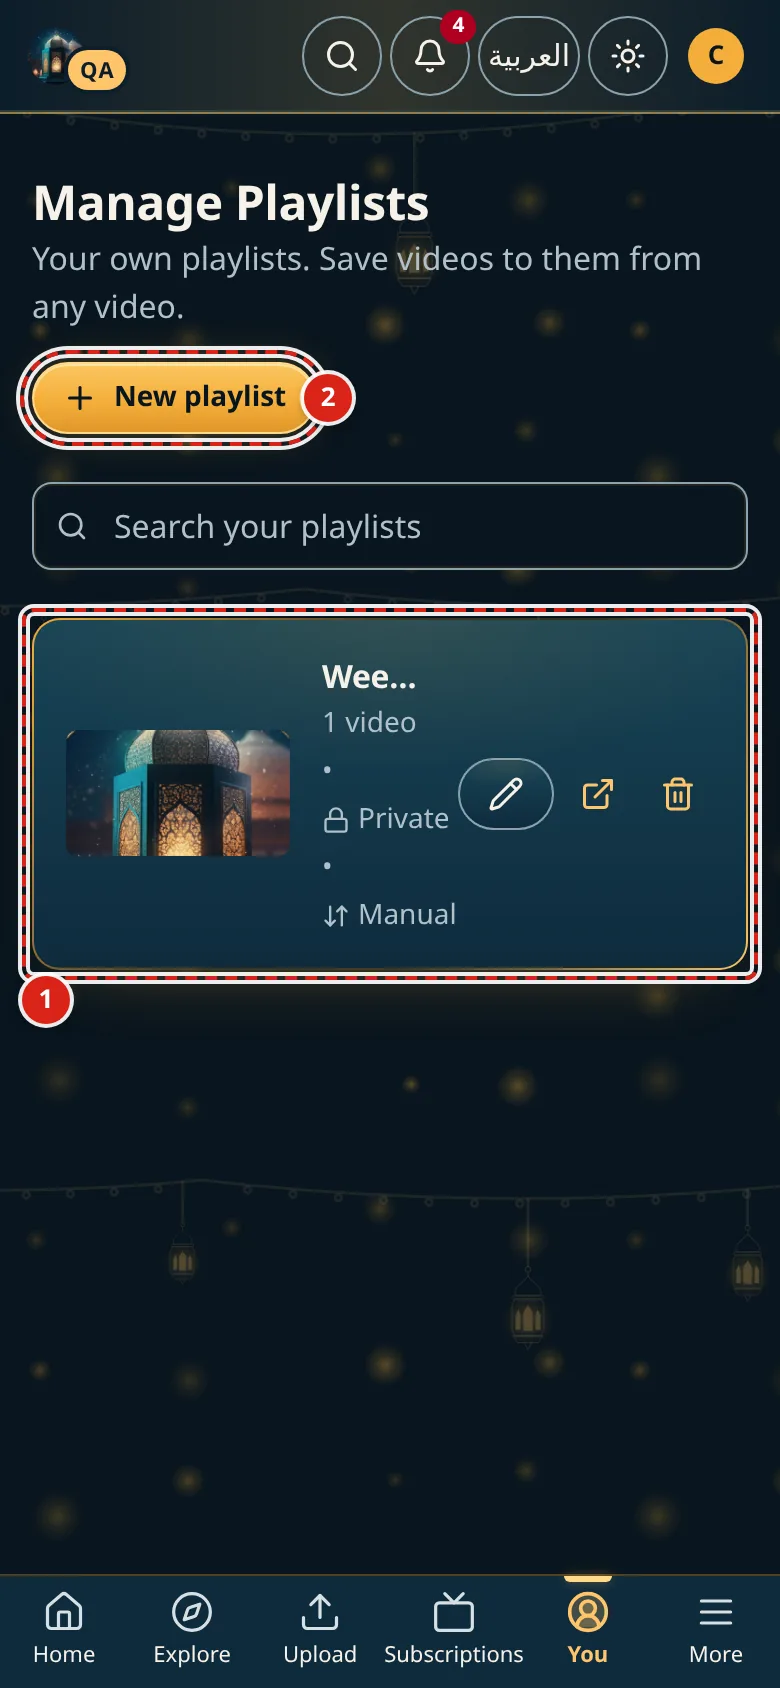 QA
4
العربية
C
Manage Playlists
Your own playlists. Save videos to them from
any video.
New playlist
2
Search your playlists
Wee...
1 video
•
Private
•
Manual
1
Home
Explore
Upload
Subscriptions
You
More